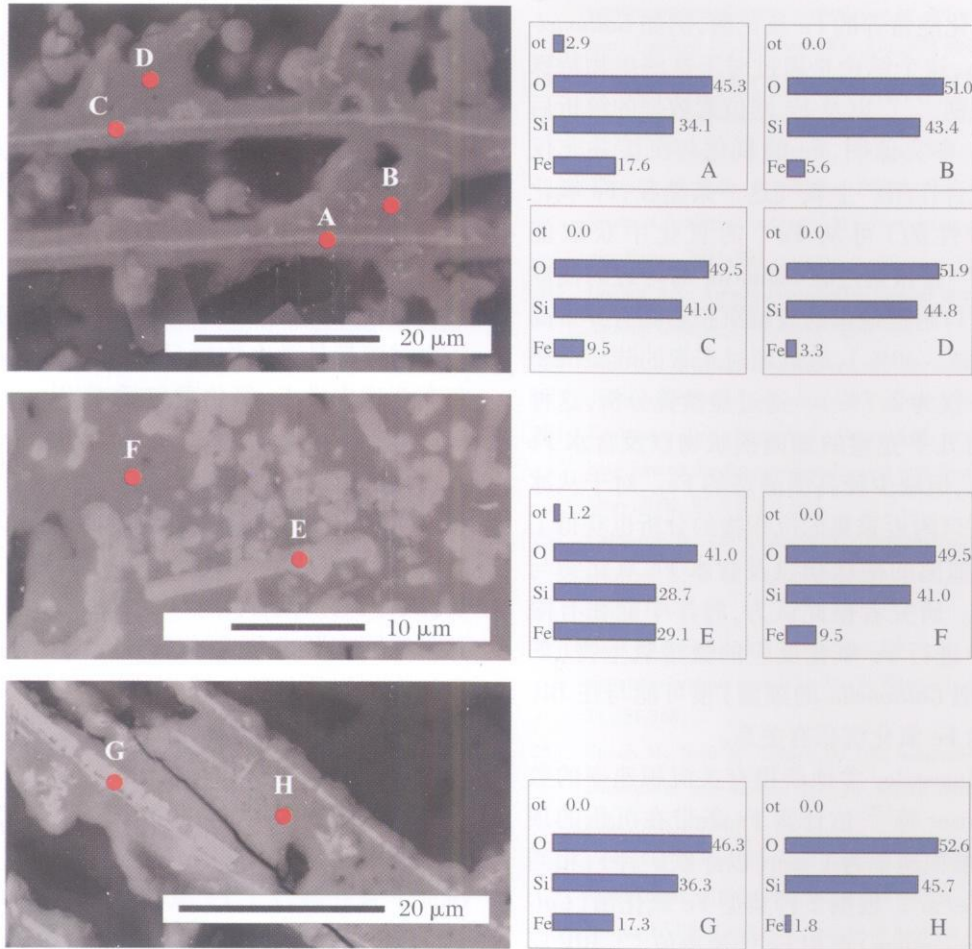 D
C
B
A
20 μm
ot 2.9
O 45.3
Si 34.1
Fe 17.6
A
ot 0.0
O 51.0
Si 43.4
Fe 5.6
B
ot 0.0
O 49.5
Si 41.0
Fe 9.5
C
ot 0.0
O 51.9
Si 44.8
Fe 3.3
D
F
E
10 μm
ot 1.2
O 41.0
Si 28.7
Fe 29.1
E
ot 0.0
O 49.5
Si 41.0
Fe 9.5
F
G
H
20 μm
ot 0.0
O 46.3
Si 36.3
Fe 17.3
G
ot 0.0
O 52.6
Si 45.7
Fe 1.8
H